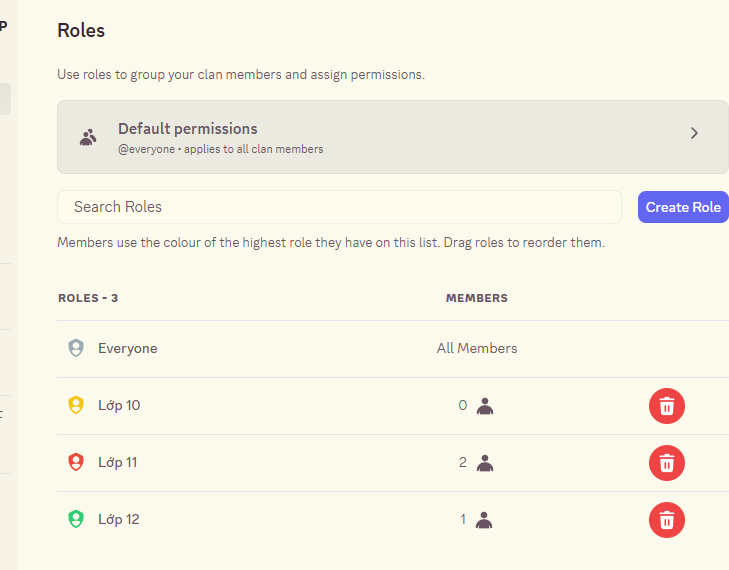 P
Roles
Use roles to group your clan members and assign permissions.
Default permissions
@everyone • applies to all clan members
Search Roles
Create Role
Members use the colour of the highest role they have on this list. Drag roles to reorder them.
ROLES - 3 MEMBERS
Everyone All Members
Lớp 10 0
Lớp 11 2
Lớp 12 1